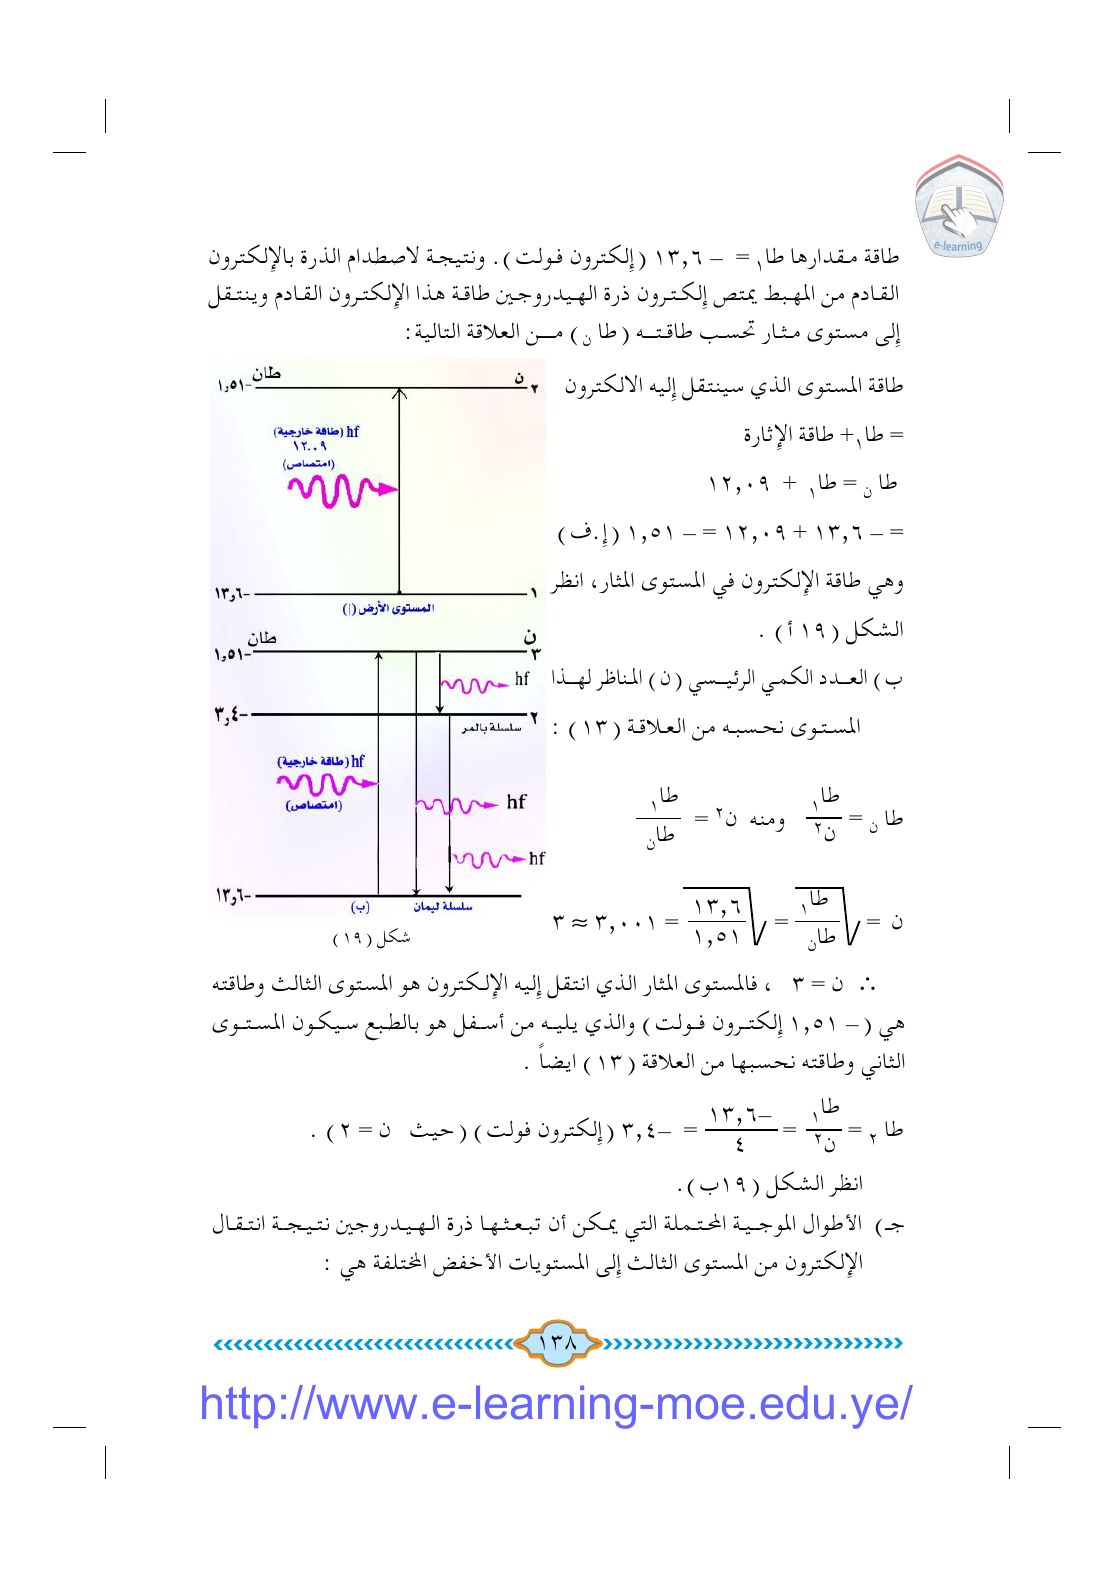 e-learning
طاقة مقدارها طا١ = – ١٣,٦ (إلكترون فولت). ونتيجة لاصطدام الذرة بالإلكترون
القادم من المهبط يمتص إلكترون ذرة الهيدروجين طاقة هذا الإلكترون القادم وينتقل
إلى مستوى مثار تحسب طاقتـه (طا ن) مـن العلاقة التالية:
طاقة المستوى الذي سينتقل إليه الالكترون
= طا١+ طاقة الإثارة
طا ن = طا١ + ١٢,٠٩
= – ١٣,٦ + ١٢,٠٩ = – ١,٥١ (إ.ف)
وهي طاقة الإلكترون في المستوى المثار، انظر
الشكل (١٩ أ) .
ب) العدد الكمي الرئيسي (ن) المناظر لهذا
المستوى نحسبه من العلاقة (١٣) :
طا ن = طا١ / ن٢ ومنه ن٢ = طا١ / طان
ن = √(طا١ / طان) = √(١٣,٦ / ١,٥١) = ٣,٠٠١ ≈ ٣
ن
طان
٢
-١,٥١
hf (طاقة خارجية)
١٢.٠٩
(امتصاص)
١
-١٣,٦
المستوى الأرض (أ)
ن
طان
٣
-١,٥١
hf
٢
-٣,٤
سلسلة بالمر
hf (طاقة خارجية)
(امتصاص)
hf
hf
-١٣,٦
سلسلة ليمان
(ب)
شكل (١٩)
∴ ن = ٣ ، فالمستوى المثار الذي انتقل إليه الإلكترون هو المستوى الثالث وطاقته
هي (– ١,٥١ إلكترون فولت) والذي يليه من أسفل هو بالطبع سيكون المستوى
الثاني وطاقته نحسبها من العلاقة (١٣) ايضاً .
طا ٢ = طا١ / ن٢ = –١٣,٦ / ٤ = –٣,٤ (إلكترون فولت) (حيث ن = ٢) .
انظر الشكل (١٩ب).
جـ) الأطوال الموجية المحتملة التي يمكن أن تبعثها ذرة الهيدروجين نتيجة انتقال
الإلكترون من المستوى الثالث إلى المستويات الأخفض المختلفة هي :
١٣٨
http://www.e-learning-moe.edu.ye/